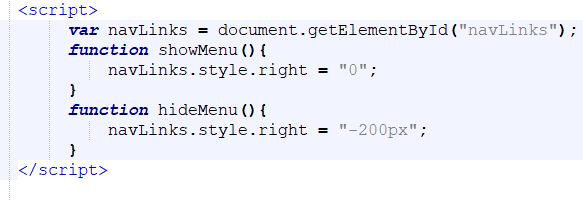 <script>
var navLinks = document.getElementById("navLinks");
function showMenu(){
navLinks.style.right = "0";
}
function hideMenu(){
navLinks.style.right = "-200px";
}
</script>